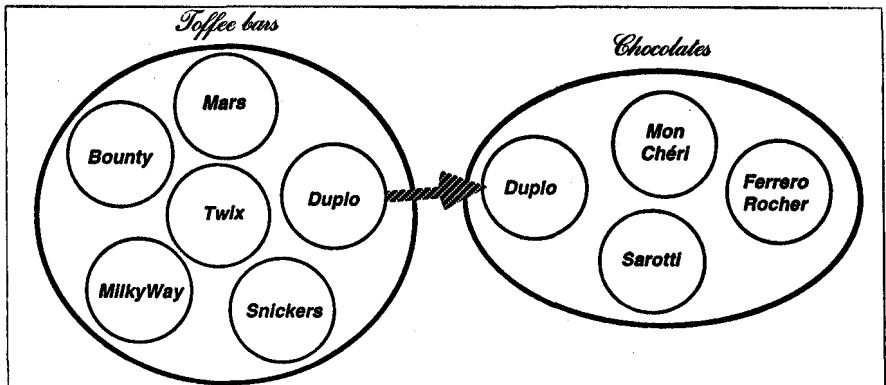 Toffee bars
Mars
Bounty
Twix
Duplo
MilkyWay
Snickers
Chocolates
Duplo
Mon
Chéri
Ferrero
Rocher
Sarotti